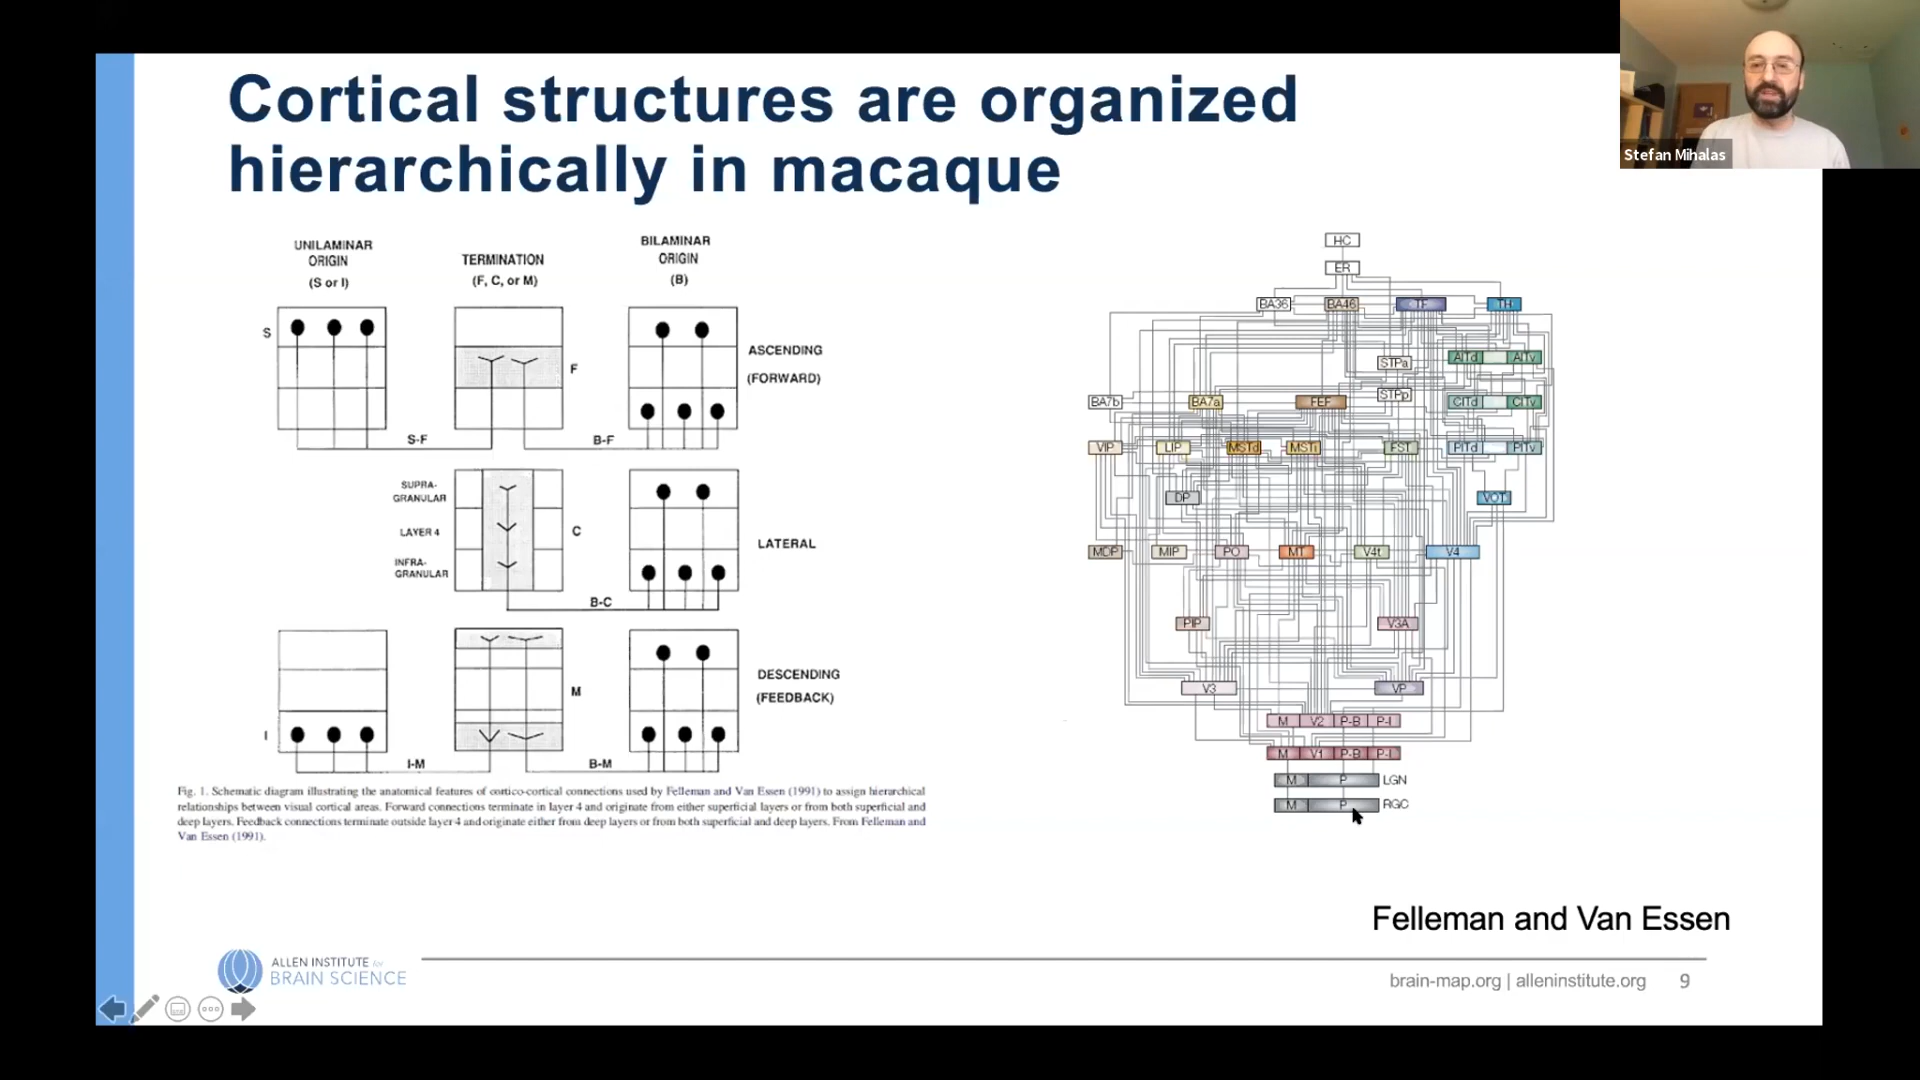 Cortical structures are organized
hierarchically in macaque
Stefan Mihalas
UNILAMINAR
ORIGIN
(S or I)
TERMINATION
(F, C, or M)
BILAMINAR
ORIGIN
(B)
S
F
ASCENDING
(FORWARD)
S-F
B-F
SUPRA-
GRANULAR
LAYER 4
INFRA-
GRANULAR
C
LATERAL
B-C
M
DESCENDING
(FEEDBACK)
I
I-M
B-M
Fig. 1. Schematic diagram illustrating the anatomical features of cortico-cortical connections used by Felleman and Van Essen (1991) to assign hierarchical
relationships between visual cortical areas. Forward connections terminate in layer 4 and originate from either superficial layers or from both superficial and
deep layers. Feedback connections terminate outside layer 4 and originate either from deep layers or from both superficial and deep layers. From Felleman and
Van Essen (1991).
HC
ER
BA36 BA46 TF TH
STPa AITd AITv
STPp
BA7b BA7a FEF CITd CITv
VIP LIP MSTd MSTl FST PITd PITv
DP VOT
MDP MIP PO MT V4t V4
PIP V3A
V3 VP
M V2 P-B P-I
M V1 P-B P-I
M P LGN
M P RGC
Felleman and Van Essen
ALLEN INSTITUTE for
BRAIN SCIENCE
brain-map.org | alleninstitute.org 9